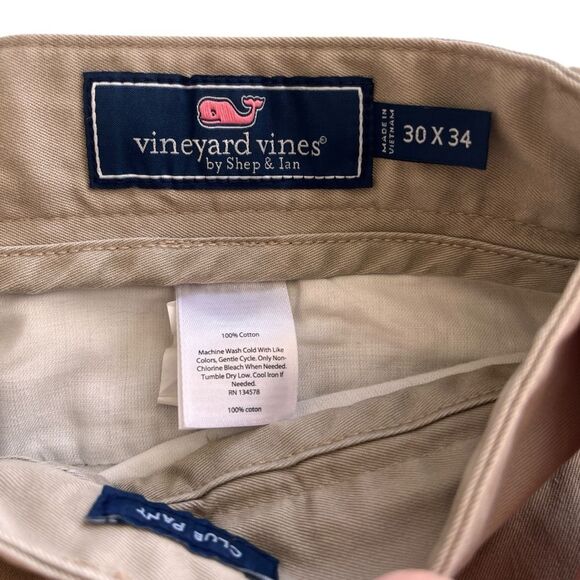 vineyard vines®
by Shep & Ian
MADE IN
VIETNAM
30 X 34
100% Cotton
Machine Wash Cold With Like
Colors, Gentle Cycle. Only Non-
Chlorine Bleach When Needed.
Tumble Dry Low. Cool Iron If
Needed.
RN 134578
100% coton
CLUB PANT